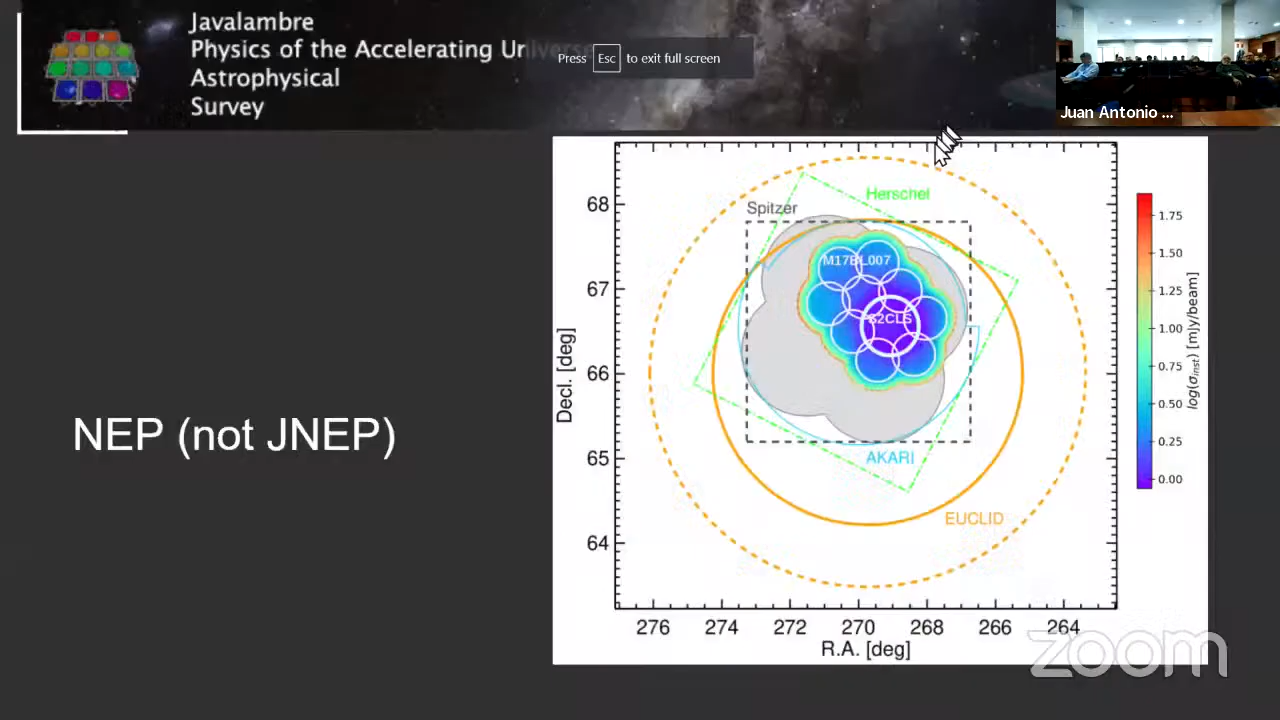 Javalambre
Physics of the Accelerating Universe
Astrophysical
Survey
Press Esc to exit full screen
Juan Antonio ...
NEP (not JNEP)
Herschel
Spitzer
M17BL007
S2CLS
AKARI
EUCLID
68
67
66
65
64
Decl. [deg]
276 274 272 270 268 266 264
R.A. [deg]
1.75
1.50
1.25
1.00
0.75
0.50
0.25
0.00
log(σinst) [mJy/beam]
zoom